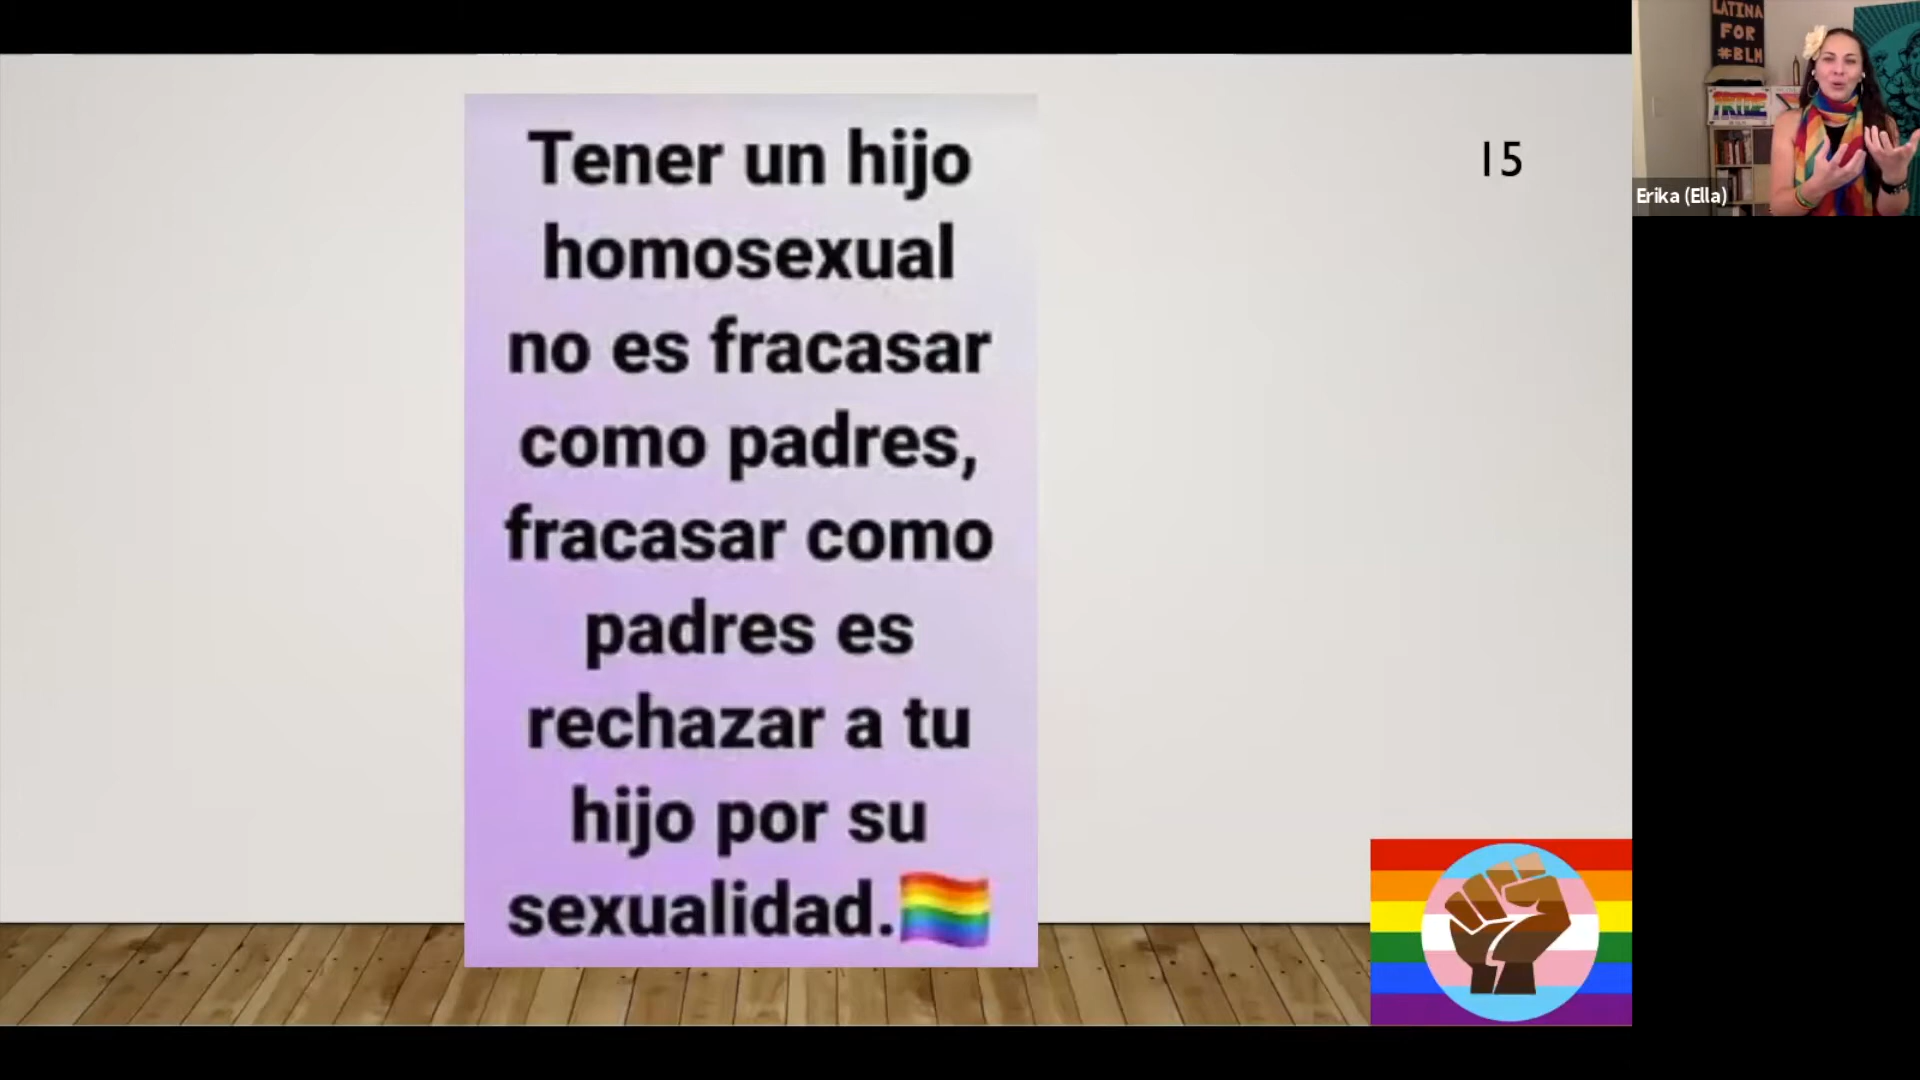 Tener un hijo
homosexual
no es fracasar
como padres,
fracasar como
padres es
rechazar a tu
hijo por su
sexualidad.
15
LATINA
FOR
#BLM
PRIDE
Erika (Ella)